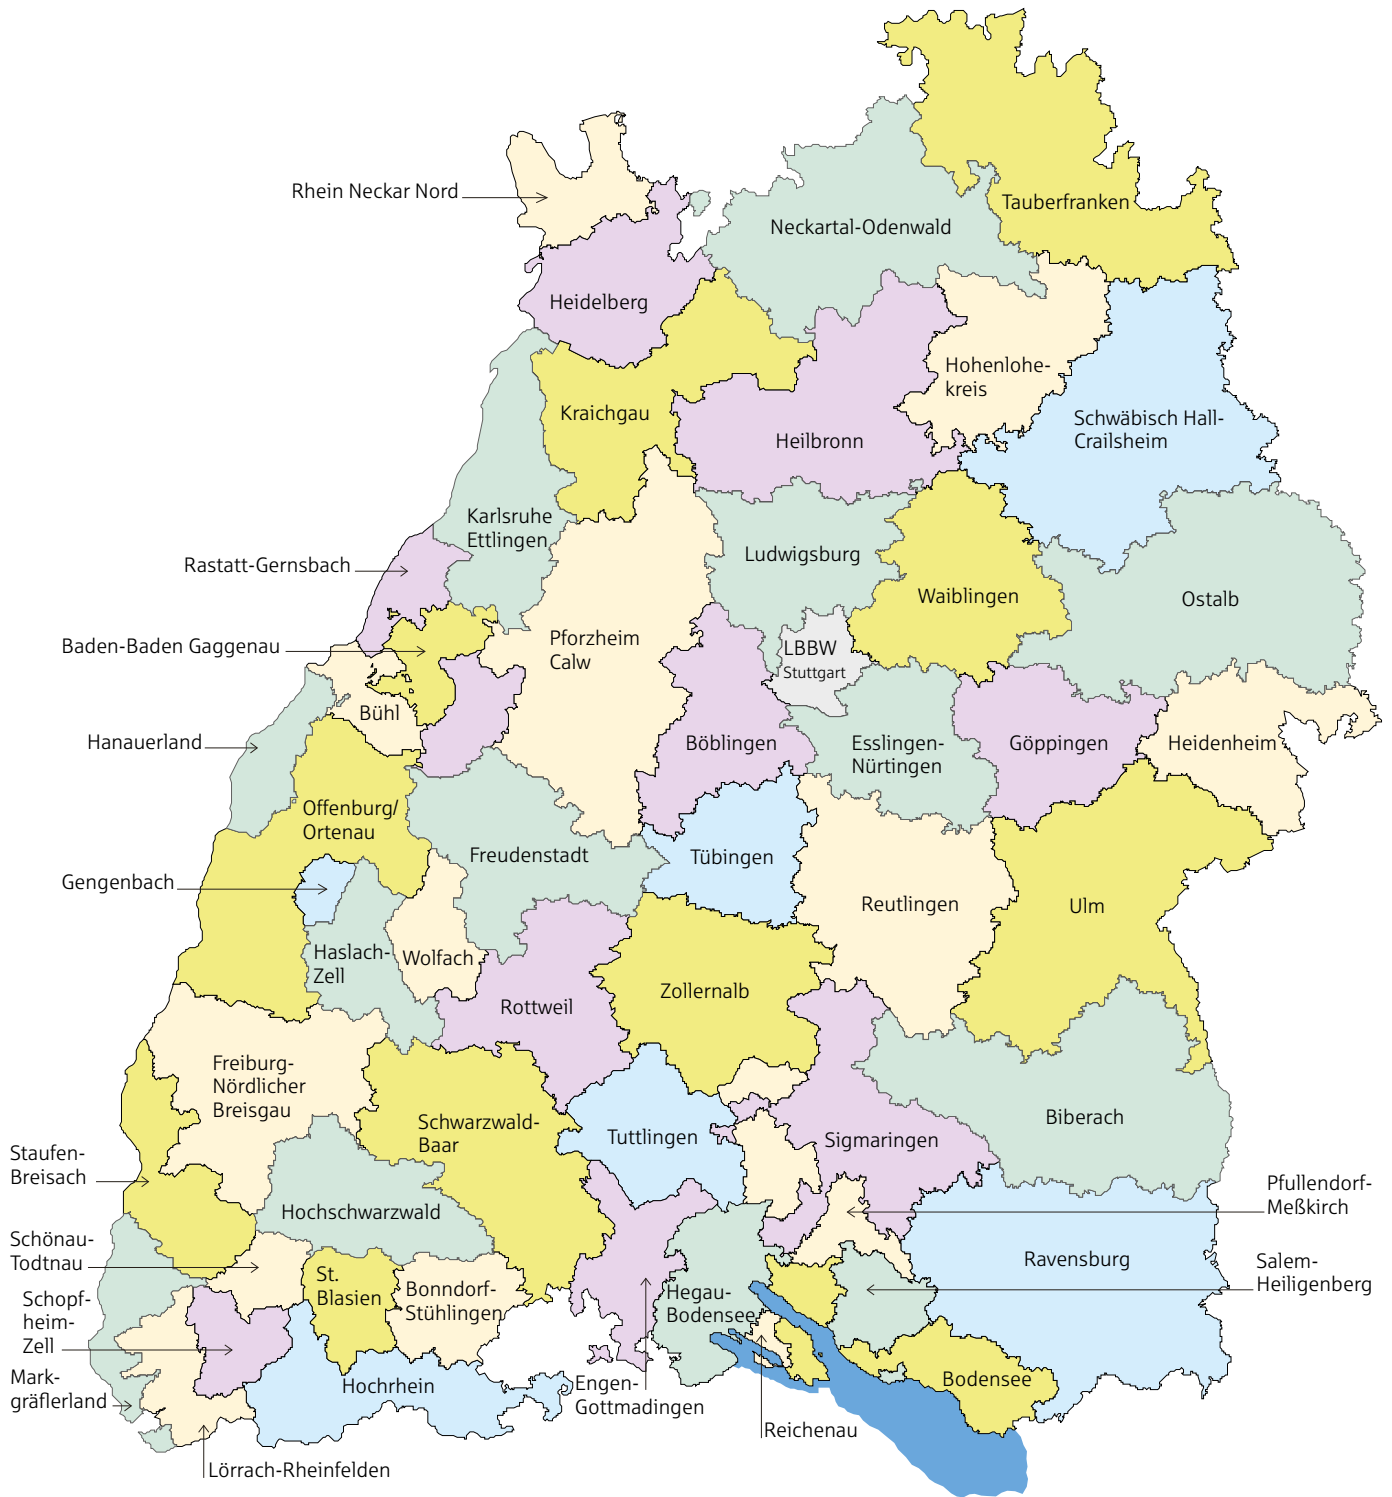 Rhein Neckar Nord
Tauberfranken
Neckartal-Odenwald
Heidelberg
Hohenlohe-
kreis
Kraichgau
Schwäbisch Hall-
Crailsheim
Heilbronn
Karlsruhe
Ettlingen
Ludwigsburg
Rastatt-Gernsbach
Waiblingen
Ostalb
Baden-Baden Gaggenau
Pforzheim
Calw
LBBW
Stuttgart
Bühl
Hanauerland
Böblingen
Esslingen-
Nürtingen
Göppingen
Heidenheim
Offenburg/
Ortenau
Freudenstadt
Tübingen
Gengenbach
Reutlingen
Ulm
Haslach-
Zell
Wolfach
Zollernalb
Rottweil
Freiburg-
Nördlicher
Breisgau
Schwarzwald-
Baar
Tuttlingen
Sigmaringen
Biberach
Staufen-
Breisach
Pfullendorf-
Meßkirch
Hochschwarzwald
Schönau-
Todtnau
Ravensburg
Salem-
Heiligenberg
St.
Blasien
Bonndorf-
Stühlingen
Hegau-
Bodensee
Schopf-
heim-
Zell
Mark-
gräflerland
Hochrhein
Engen-
Gottmadingen
Bodensee
Reichenau
Lörrach-Rheinfelden